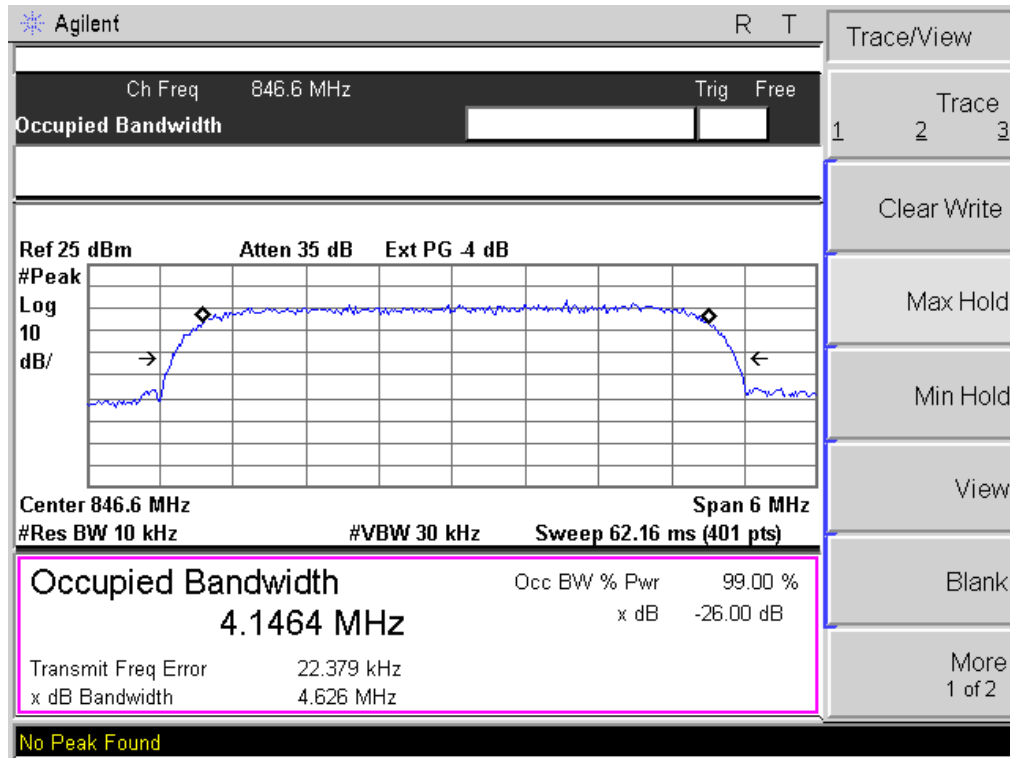 Agilent R T
Trace/View
Ch Freq 846.6 MHz Trig Free
Occupied Bandwidth
Trace
1 2 3
Clear Write
Ref 25 dBm Atten 35 dB Ext PG -4 dB
#Peak
Log
10
dB/
Max Hold
Min Hold
Center 846.6 MHz Span 6 MHz
#Res BW 10 kHz #VBW 30 kHz Sweep 62.16 ms (401 pts)
View
Occupied Bandwidth Occ BW % Pwr 99.00 %
4.1464 MHz x dB -26.00 dB
Blank
Transmit Freq Error 22.379 kHz
x dB Bandwidth 4.626 MHz
More
1 of 2
No Peak Found